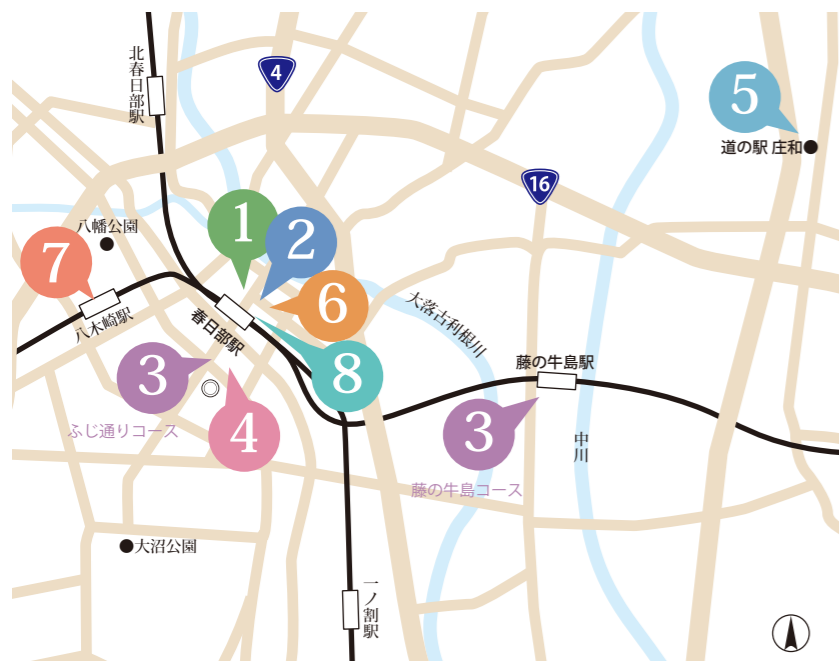 北春日部駅
4
5
道の駅 庄和
16
八幡公園
1
2
7
6
八木崎駅
春日部駅
大落古利根川
8
藤の牛島駅
3
ふじ通りコース
4
3
藤の牛島コース
中川
大沼公園
一ノ割駅